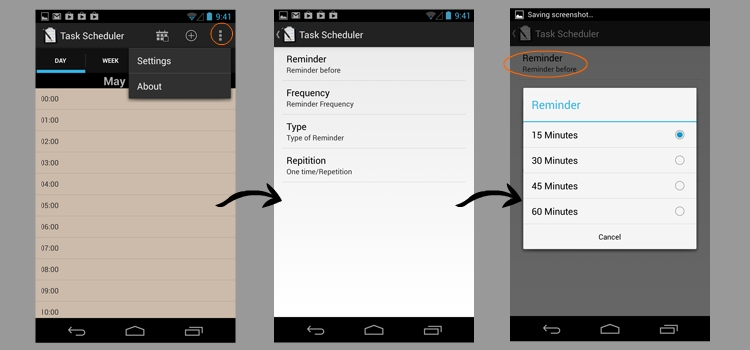 9:41
Task Scheduler
DAY
WEEK
Settings
About
May
00:00
01:00
02:00
03:00
04:00
05:00
06:00
07:00
08:00
09:00
10:00
9:41
Task Scheduler
Reminder
Reminder before
Frequency
Reminder Frequency
Type
Type of Reminder
Repitition
One time/Repetition
Saving screenshot...
Task Scheduler
Reminder
Reminder before
Reminder
15 Minutes
30 Minutes
45 Minutes
60 Minutes
Cancel